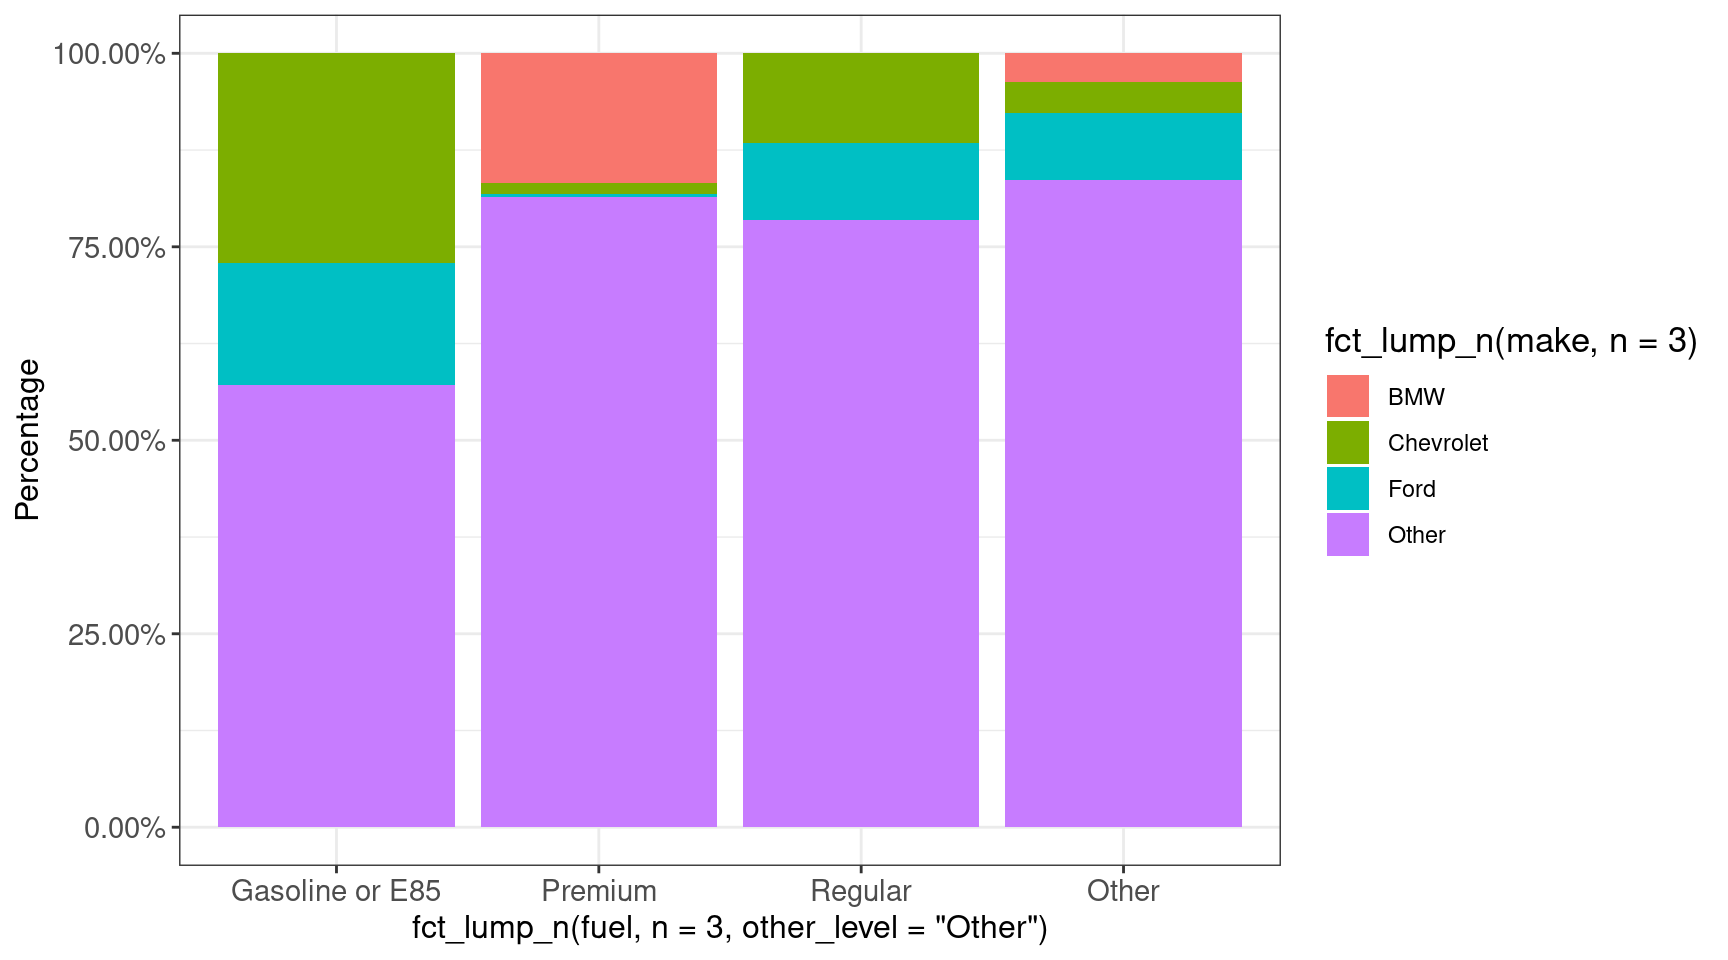 100.00%
75.00%
50.00%
25.00%
0.00%
Percentage
Gasoline or E85
Premium
Regular
Other
fct_lump_n(fuel, n = 3, other_level = "Other")
fct_lump_n(make, n = 3)
BMW
Chevrolet
Ford
Other